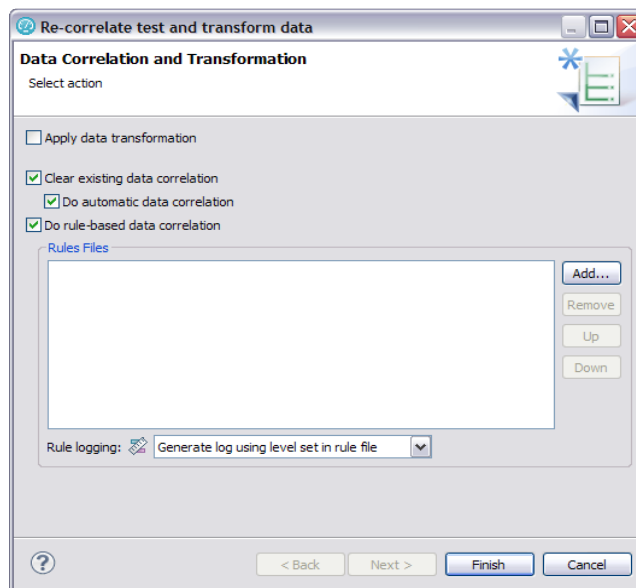 Re-correlate test and transform data
Data Correlation and Transformation
Select action
Apply data transformation
Clear existing data correlation
Do automatic data correlation
Do rule-based data correlation
Rules Files
Add...
Remove
Up
Down
Rule logging: Generate log using level set in rule file
? < Back Next > Finish Cancel